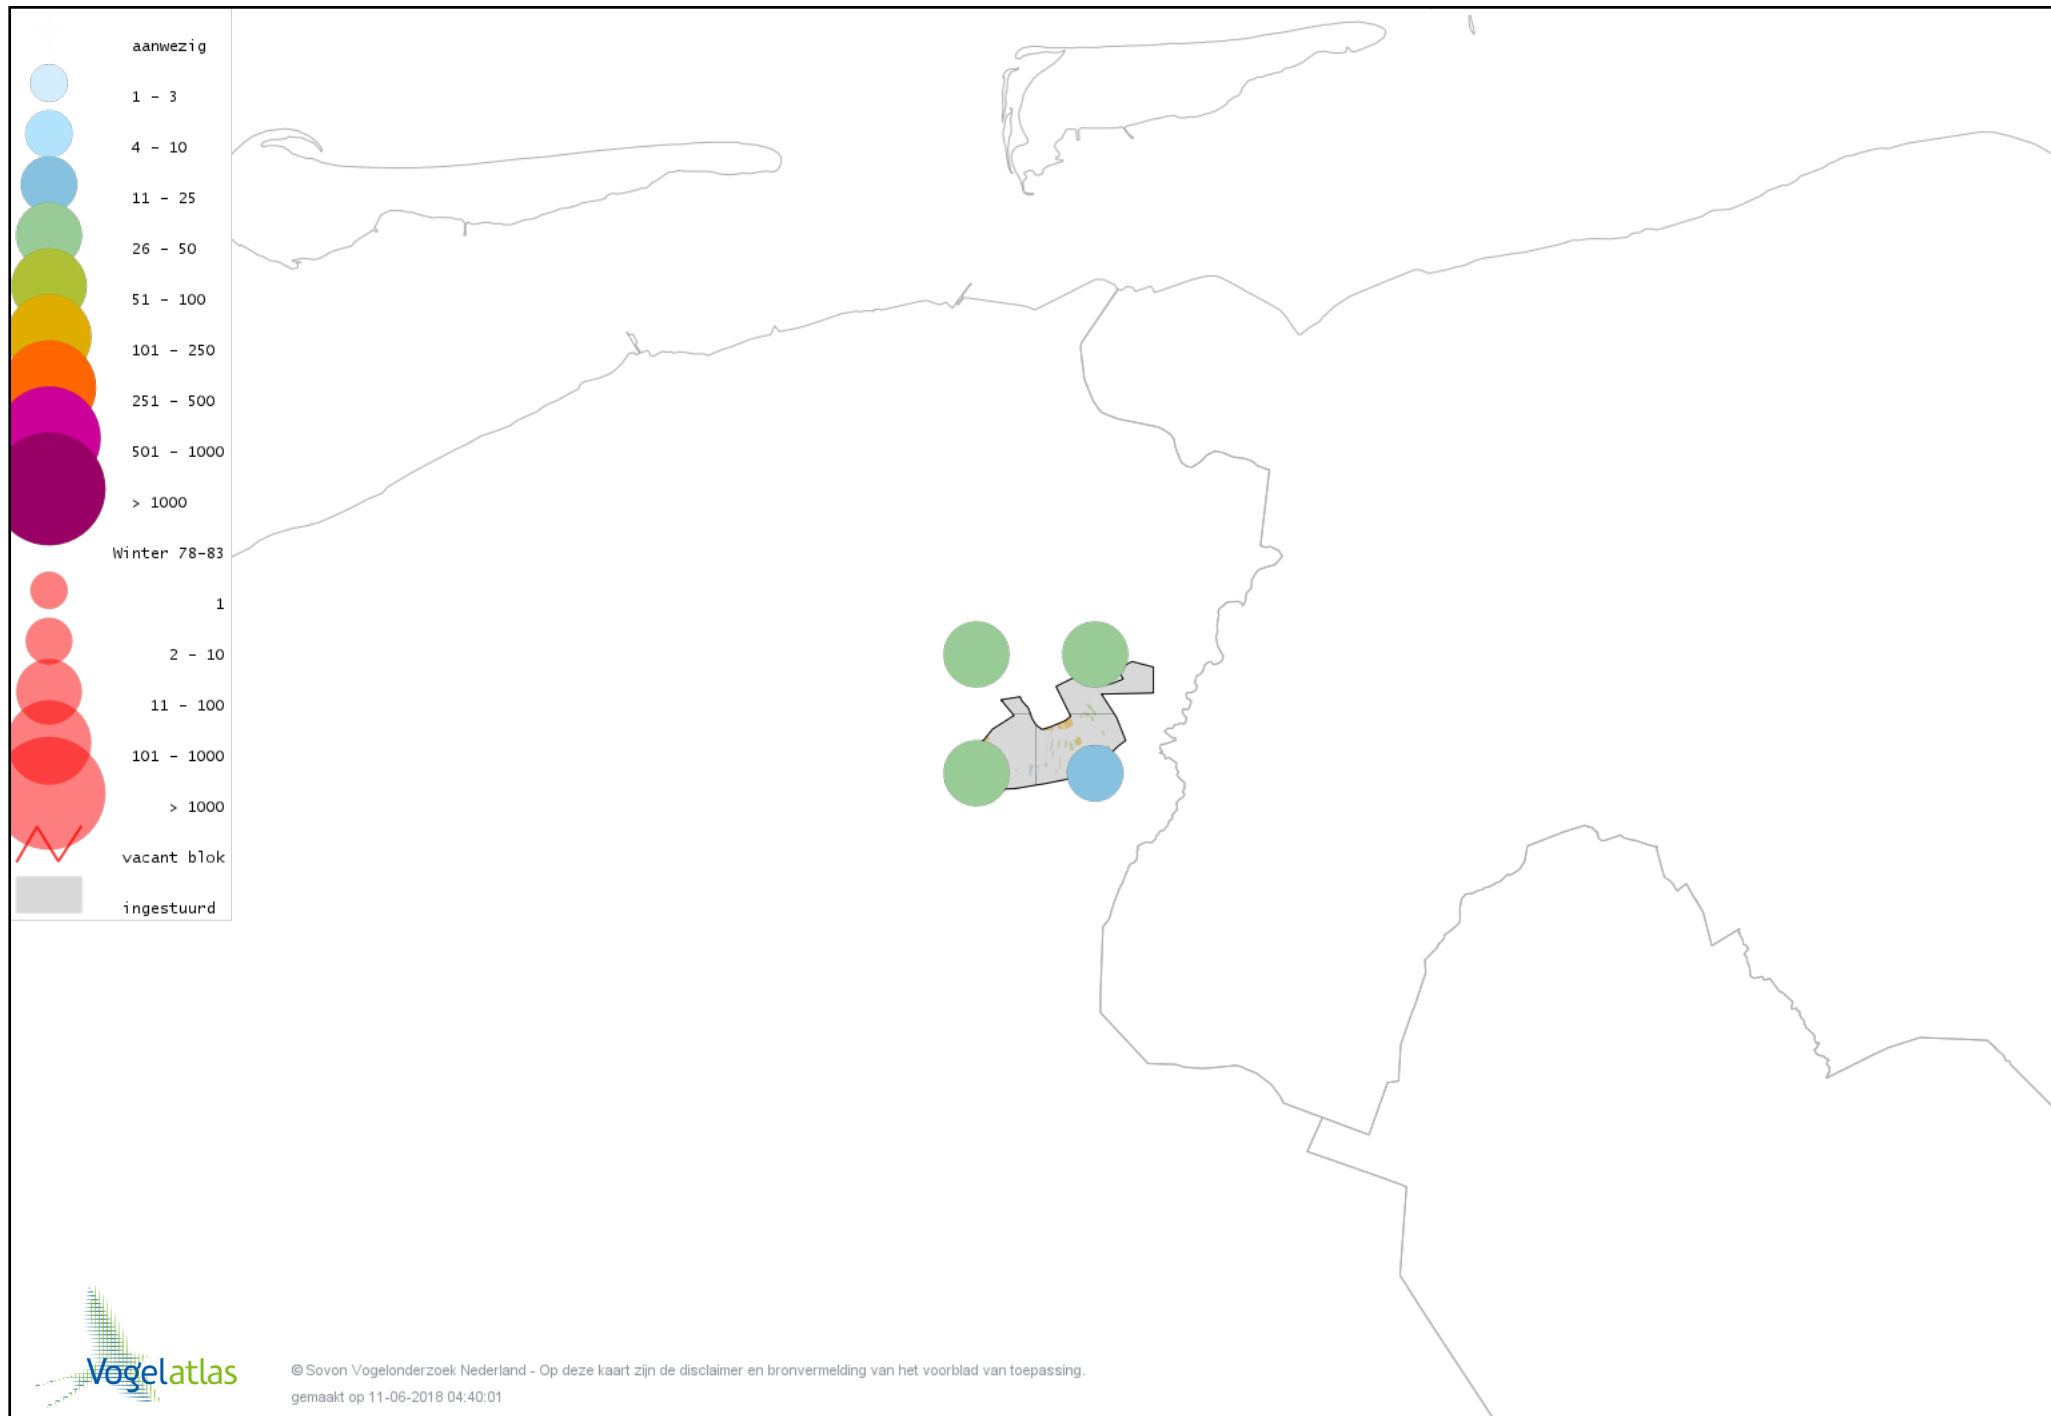 aanwezig
1 - 3
4 - 10
11 - 25
26 - 50
51 - 100
101 - 250
251 - 500
501 - 1000
> 1000
Winter 78-83
1
2 - 10
11 - 100
101 - 1000
> 1000
vacant blok
ingestuurd
Vogelatlas
© Sovon Vogelonderzoek Nederland - Op deze kaart zijn de disclaimer en bronvermelding van het voorblad van toepassing.
gemaakt op 11-06-2018 04:40:01